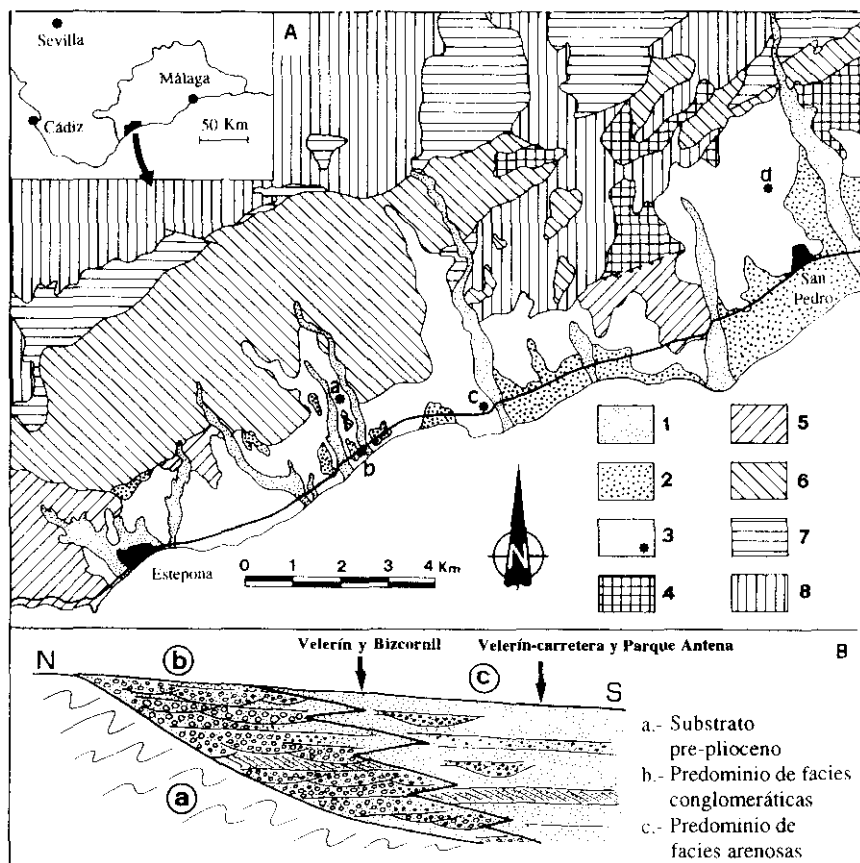 A
Sevilla
Málaga
Cádiz
50 Km
d
San
Pedro
a
c
b
Estepona
0 1 2 3 4 Km
N
1
2
3
4
5
6
7
8
B
Velerín y Bizcornil
Velerín-carretera y Parque Antena
N
S
b
c
a
a.- Substrato
pre-plioceno
b.- Predominio de facies
conglomeráticas
c.- Predominio de
facies arenosas